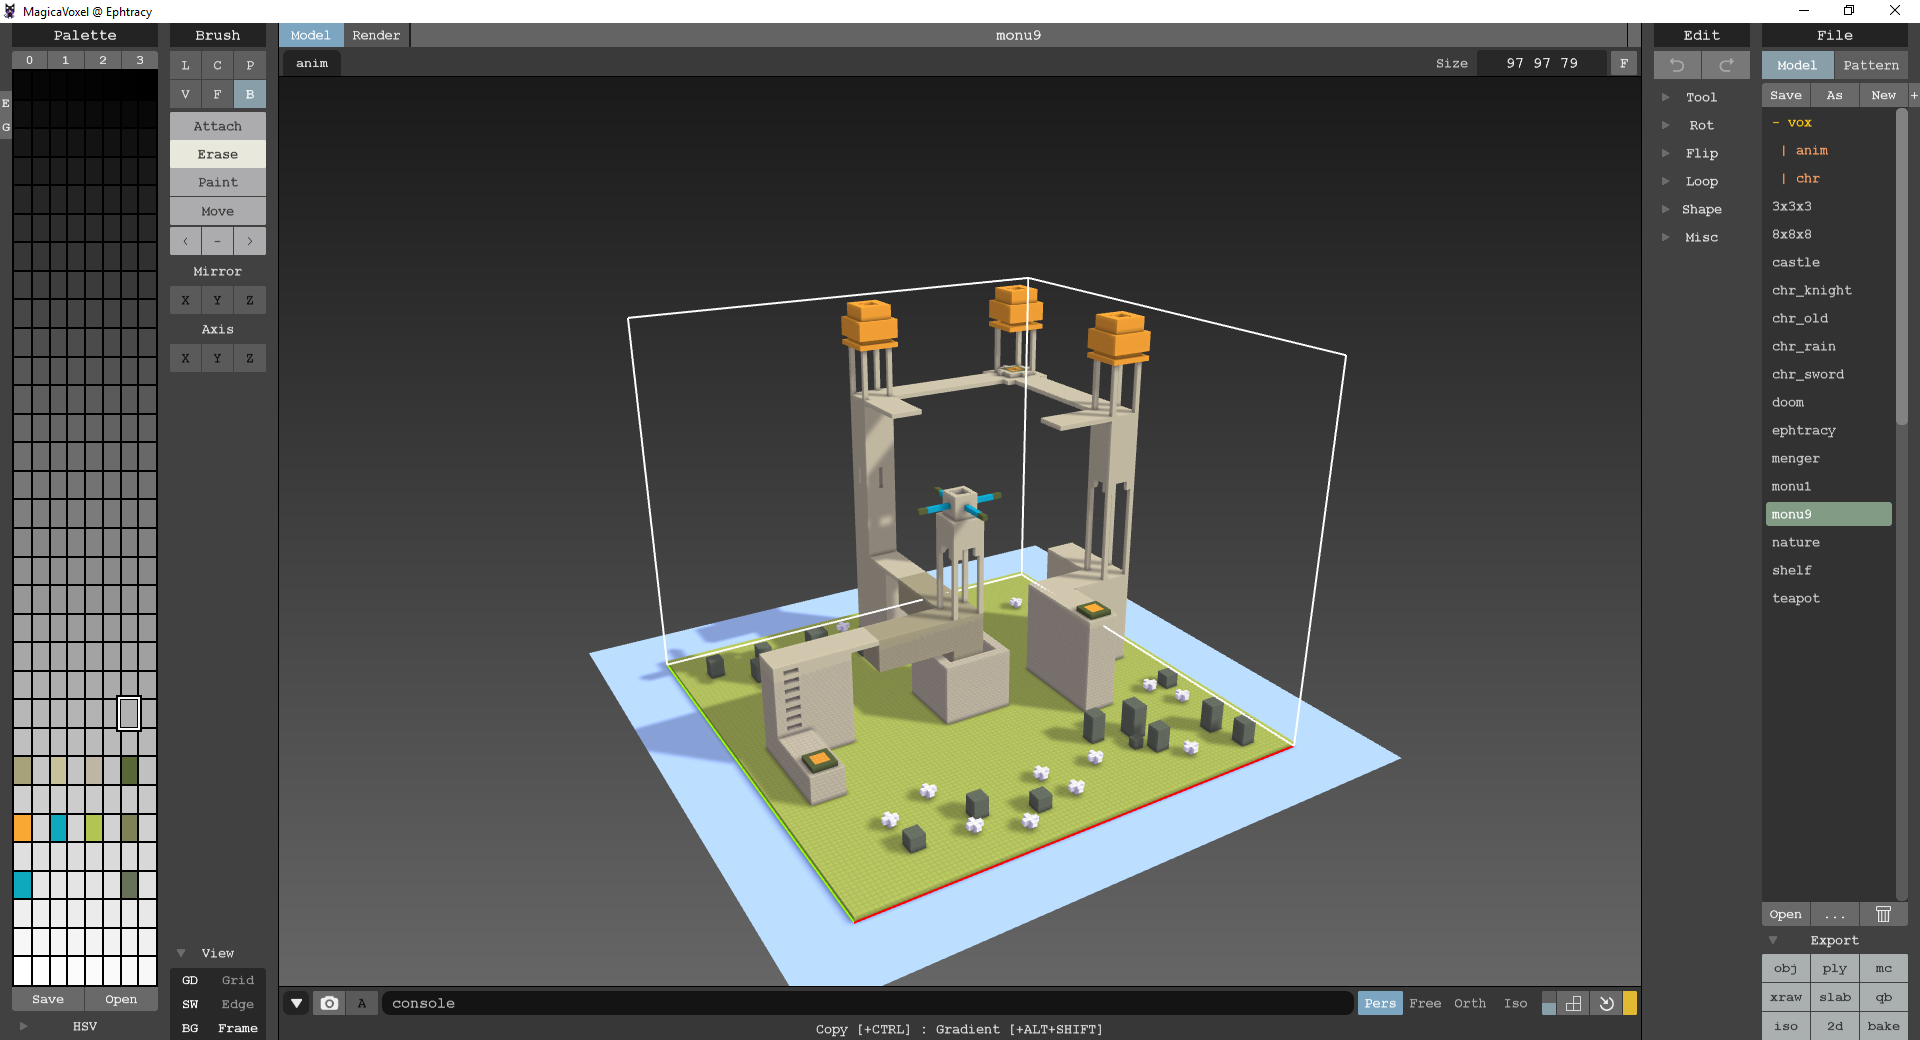 MagicaVoxel @ Ephtracy
Palette
0 1 2 3
E
G
Save Open
HSV
Brush
L C P
V F B
Attach
Erase
Paint
Move
< - >
Mirror
X Y Z
Axis
X Y Z
View
GD Grid
SW Edge
BG Frame
Model Render monu9
anim Size 97 97 79 F
A console Pers Free Orth Iso
Copy [+CTRL] : Gradient [+ALT+SHIFT]
Edit
Tool
Rot
Flip
Loop
Shape
Misc
File
Model Pattern
Save As New +
- vox
| anim
| chr
3x3x3
8x8x8
castle
chr_knight
chr_old
chr_rain
chr_sword
doom
ephtracy
menger
monu1
monu9
nature
shelf
teapot
Open ...
Export
obj ply mc
xraw slab qb
iso 2d bake